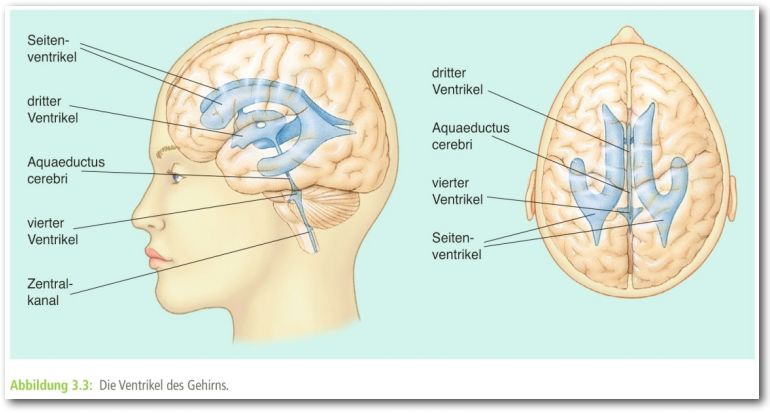 Seiten-
ventrikel
dritter
Ventrikel
Aquaeductus
cerebri
vierter
Ventrikel
Zentral-
kanal
dritter
Ventrikel
Aquaeductus
cerebri
vierter
Ventrikel
Seiten-
ventrikel
Abbildung 3.3: Die Ventrikel des Gehirns.